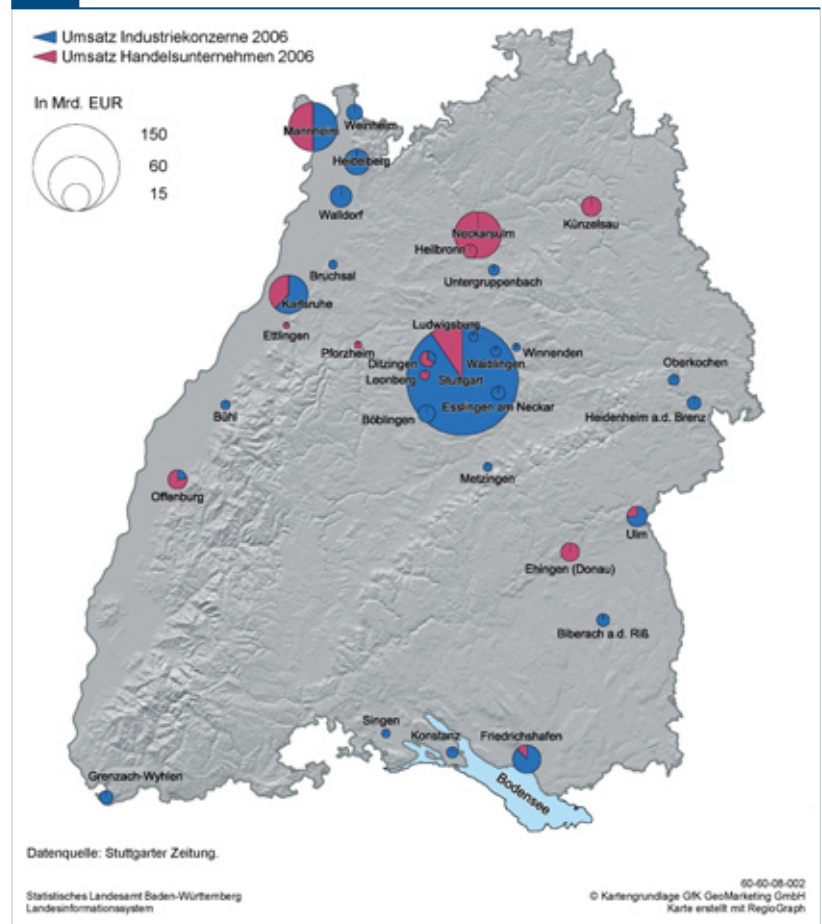 Umsatz Industriekonzerne 2006
Umsatz Handelsunternehmen 2006
In Mrd. EUR
150
60
15
Mannheim
Weinheim
Heidelberg
Walldorf
Künzelsau
Neckarsulm
Heilbronn
Bruchsal
Untergruppenbach
Karlsruhe
Ettlingen
Ludwigsburg
Pforzheim
Ditzingen
Waiblingen
Winnenden
Leonberg
Stuttgart
Oberkochen
Esslingen am Neckar
Böblingen
Bühl
Heidenheim a.d. Brenz
Metzingen
Offenburg
Ulm
Ehingen (Donau)
Biberach a.d. Riß
Singen
Konstanz
Friedrichshafen
Grenzach-Wyhlen
Bodensee
Datenquelle: Stuttgarter Zeitung.
60-60-08-002
Statistisches Landesamt Baden-Württemberg
© Kartengrundlage GfK GeoMarketing GmbH
Landesinformationssystem
Karte erstellt mit RegioGraph